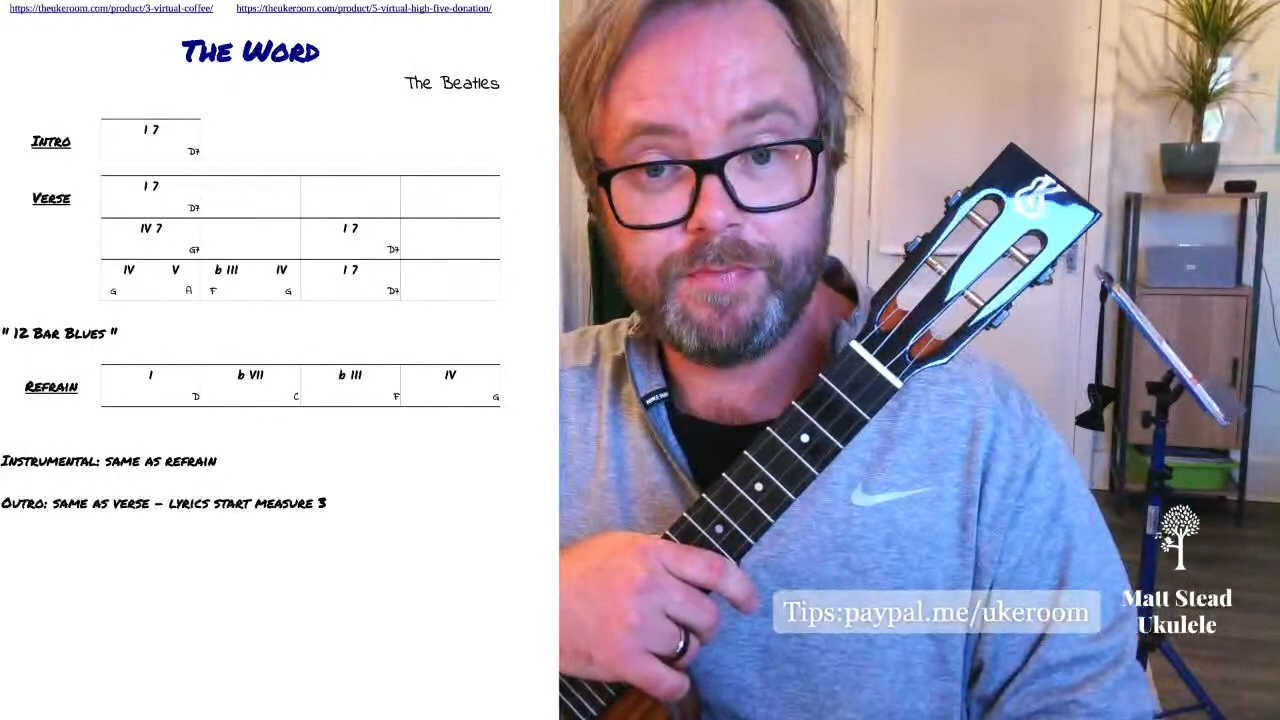 https://theukeroom.com/product/3-virtual-coffee/ https://theukeroom.com/product/5-virtual-high-five-donation/
The Word
The Beatles
Intro
I 7
D7
Verse
I 7
D7
IV 7 I 7
G7 D7
IV V b III IV I 7
G A F G D7
" 12 Bar Blues "
Refrain
I b VII b III IV
D C F G
Instrumental: same as refrain
Outro: same as verse - lyrics start measure 3
Tips:paypal.me/ukeroom
Matt Stead
Ukulele